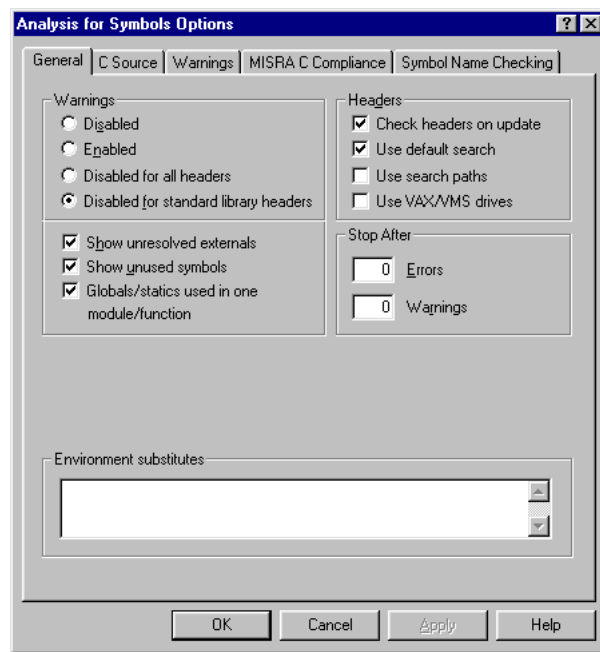 Analysis for Symbols Options
General C Source Warnings MISRA C Compliance Symbol Name Checking
Warnings
Disabled
Enabled
Disabled for all headers
Disabled for standard library headers
Show unresolved externals
Show unused symbols
Globals/statics used in one
module/function
Headers
Check headers on update
Use default search
Use search paths
Use VAX/VMS drives
Stop After
0 Errors
0 Warnings
Environment substitutes
OK Cancel Apply Help